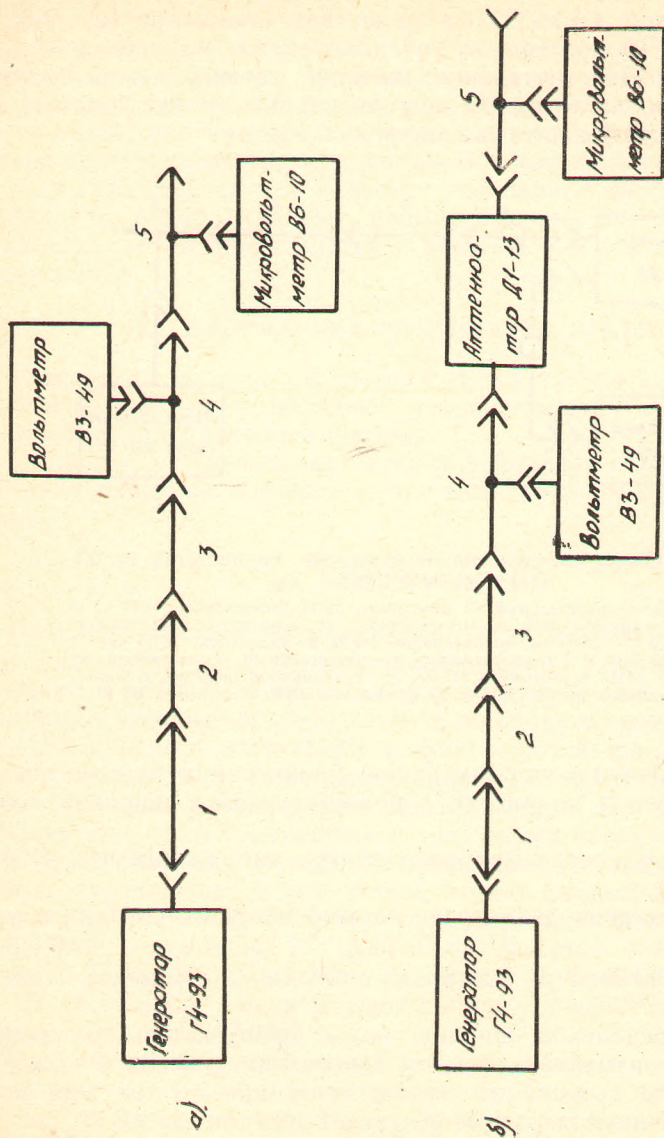 а)
Генератор
Г4-93
1
2
3
4
Вольтметр
В3-49
5
Микровольт-
метр В6-10
б)
Генератор
Г4-93
1
2
3
4
Вольтметр
В3-49
Аттенюа-
тор Д1-13
5
Микровольт-
метр В6-10